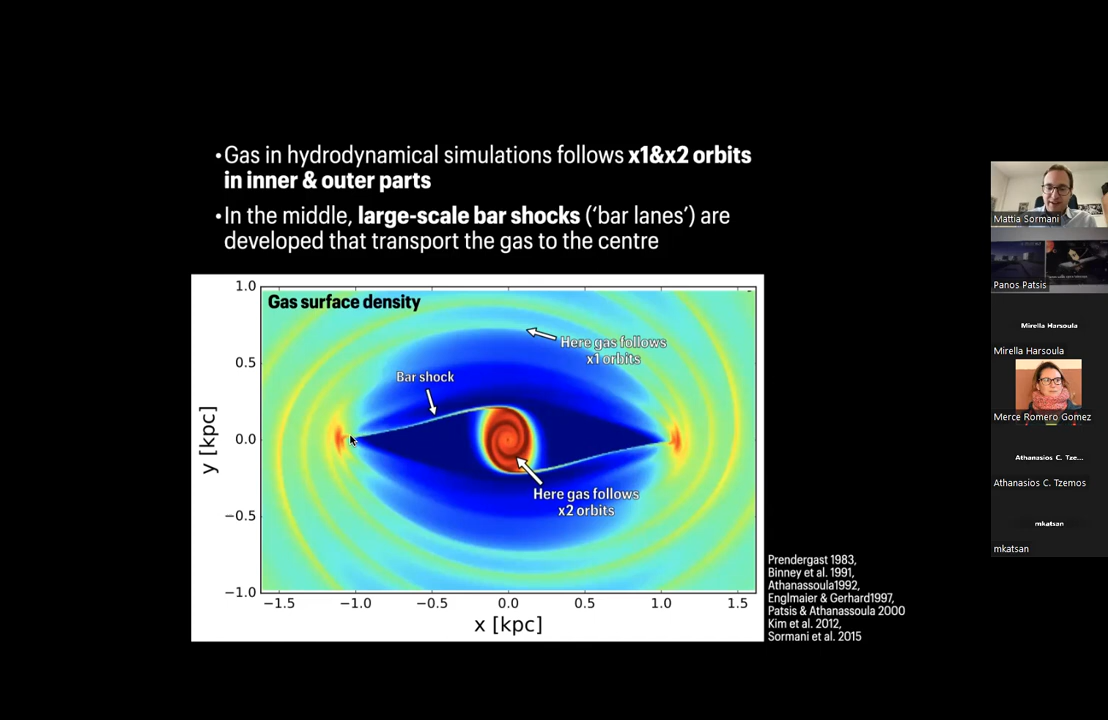 •Gas in hydrodynamical simulations follows x1&x2 orbits
in inner & outer parts
•In the middle, large-scale bar shocks (‘bar lanes’) are
developed that transport the gas to the centre
Gas surface density
Here gas follows
x1 orbits
Bar shock
Here gas follows
x2 orbits
1.0
0.5
0.0
−0.5
−1.0
y [kpc]
−1.5 −1.0 −0.5 0.0 0.5 1.0 1.5
x [kpc]
Prendergast 1983,
Binney et al. 1991,
Athanassoula1992,
Englmaier & Gerhard1997,
Patsis & Athanassoula 2000
Kim et al. 2012,
Sormani et al. 2015
Mattia Sormani
Panos Patsis
Mirella Harsoula
Mirella Harsoula
Merce Romero Gomez
Athanasios C. Tze...
Athanasios C. Tzemos
mkatsan
mkatsan